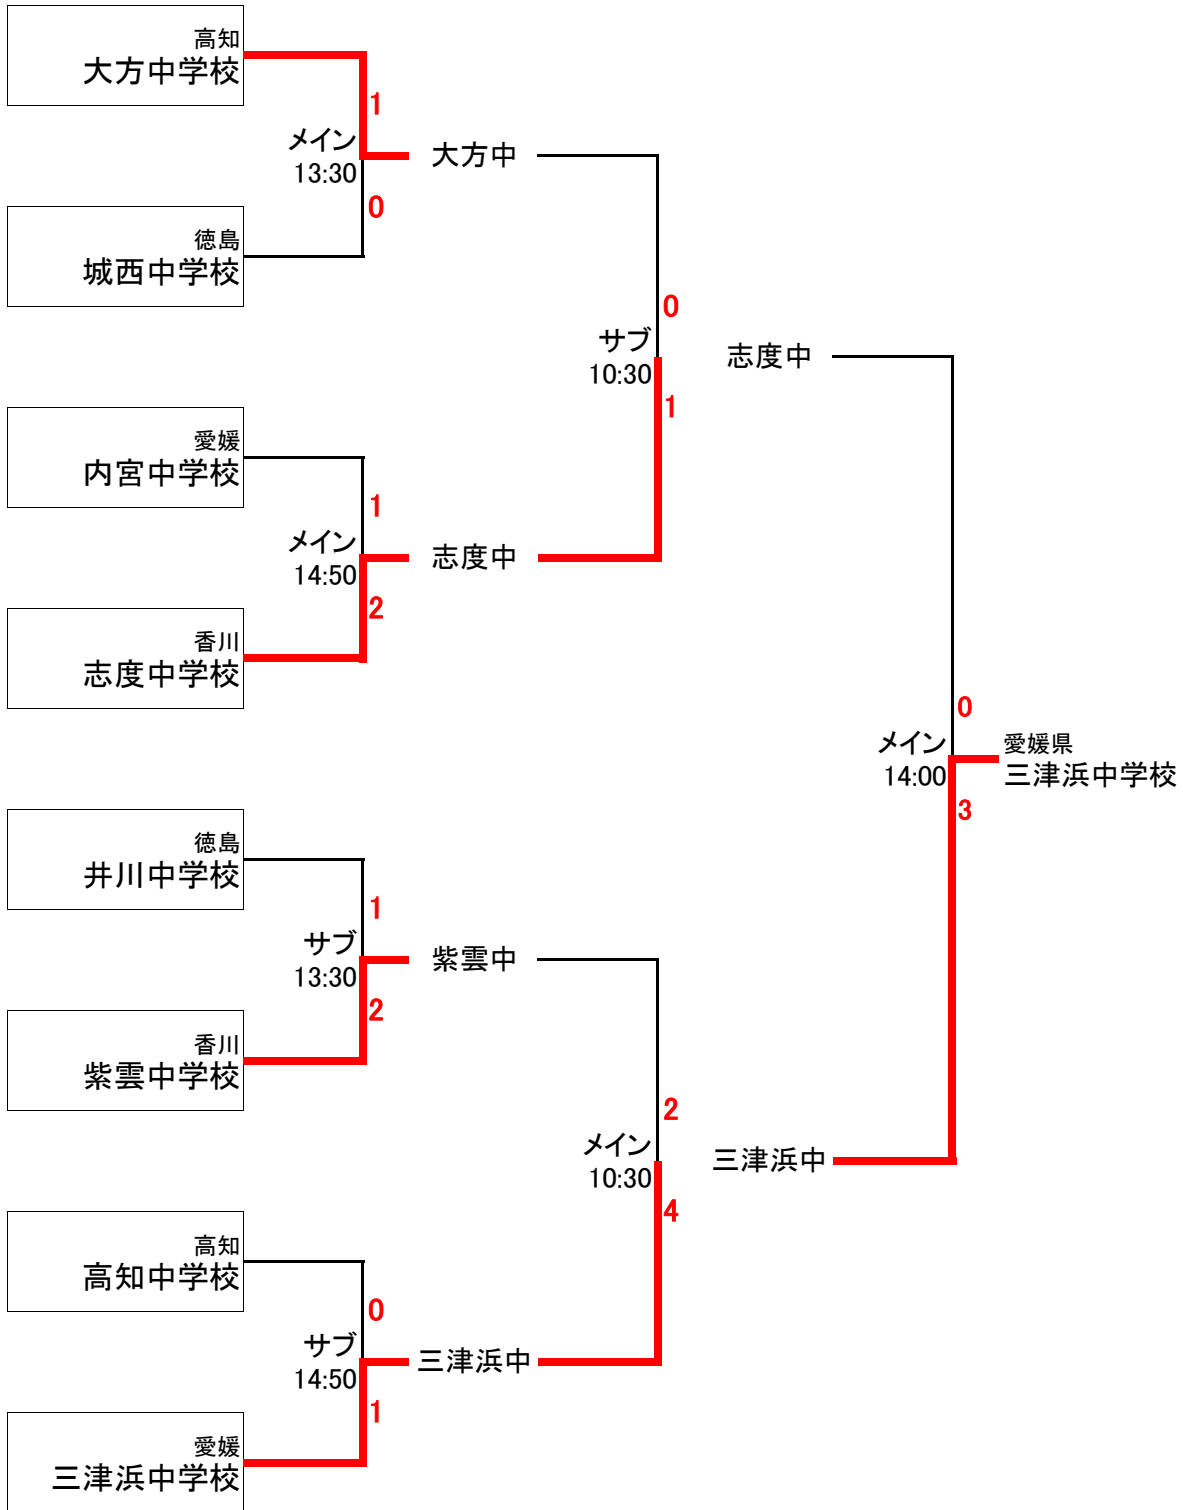 高知
大方中学校
1
メイン
13:30
大方中
0
徳島
城西中学校
0
サブ
10:30
志度中
1
愛媛
内宮中学校
1
メイン
14:50
志度中
2
香川
志度中学校
0
メイン
14:00
愛媛県
三津浜中学校
3
徳島
井川中学校
1
サブ
13:30
紫雲中
2
香川
紫雲中学校
2
メイン
10:30
三津浜中
4
高知
高知中学校
0
サブ
14:50
三津浜中
1
愛媛
三津浜中学校